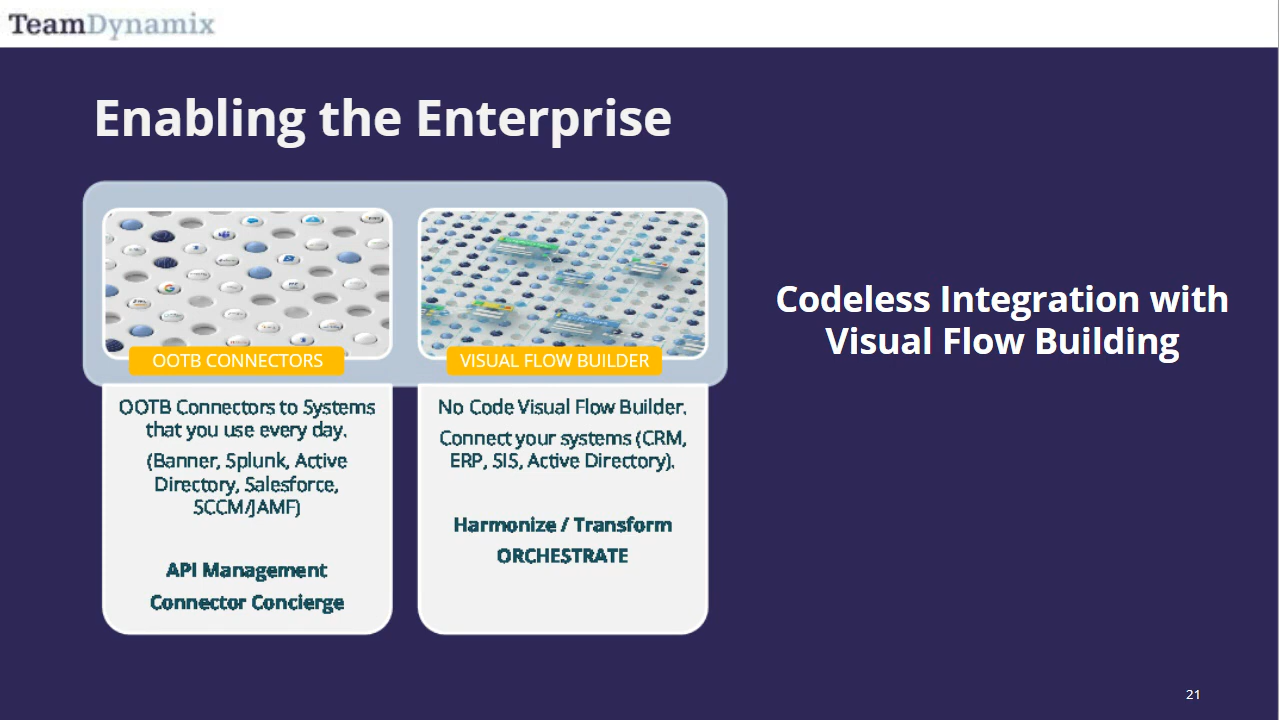 TeamDynamix
Enabling the Enterprise
OOTB CONNECTORS
OOTB Connectors to Systems
that you use every day.
(Banner, Splunk, Active
Directory, Salesforce,
SCCM/JAMF)
API Management
Connector Concierge
VISUAL FLOW BUILDER
No Code Visual Flow Builder.
Connect your systems (CRM,
ERP, SIS, Active Directory).
Harmonize / Transform
ORCHESTRATE
Codeless Integration with
Visual Flow Building
21